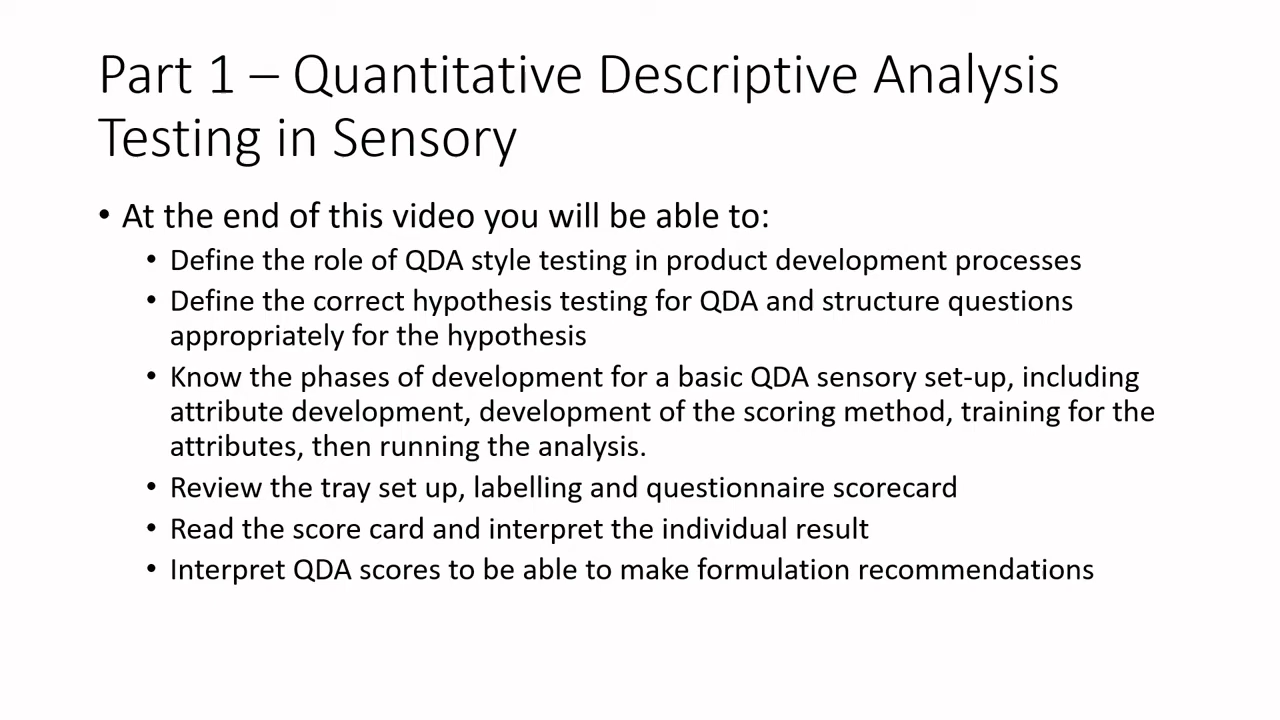 Part 1 – Quantitative Descriptive Analysis
Testing in Sensory
• At the end of this video you will be able to:
• Define the role of QDA style testing in product development processes
• Define the correct hypothesis testing for QDA and structure questions
appropriately for the hypothesis
• Know the phases of development for a basic QDA sensory set-up, including
attribute development, development of the scoring method, training for the
attributes, then running the analysis.
• Review the tray set up, labelling and questionnaire scorecard
• Read the score card and interpret the individual result
• Interpret QDA scores to be able to make formulation recommendations